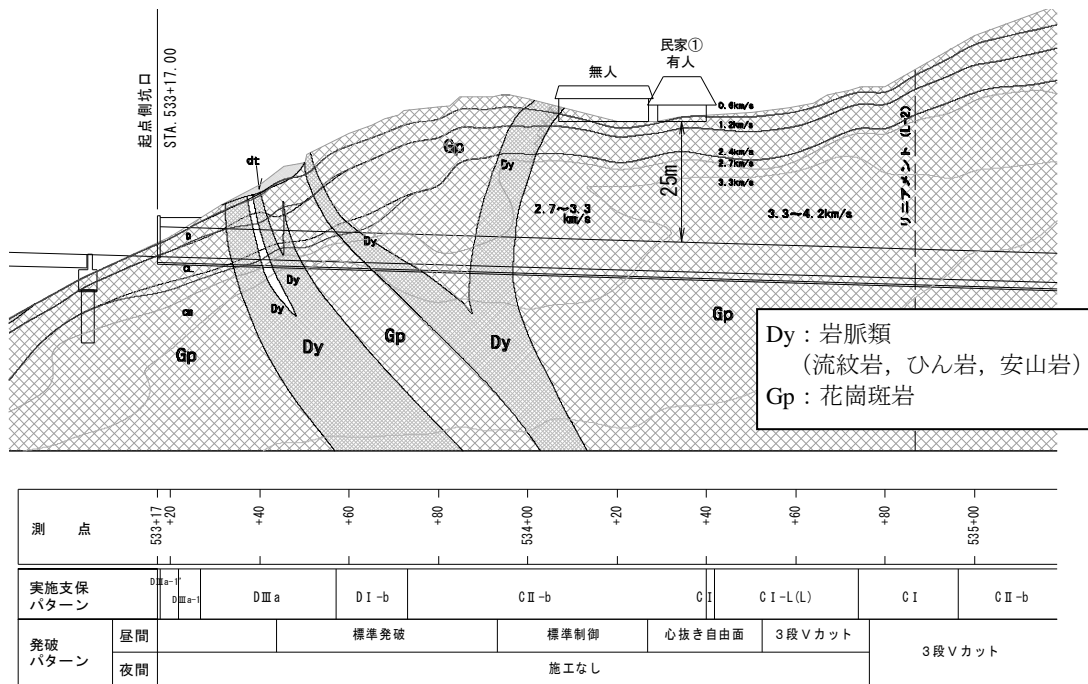 起点側坑口
STA. 533+17.00
無人
民家①
有人
0.6km/s
1.2km/s
2.4km/s
2.7km/s
3.3km/s
リニアメント (L-2)
dt
Gp
Dy
25m
2.7～3.3
km/s
3.3～4.2km/s
D
CL
CM
Dy
Dy
Dy
Gp
Dy
Gp
Dy
Gp
Dy：岩脈類
（流紋岩，ひん岩，安山岩）
Gp：花崗斑岩
測 点
533+17
+20
+40
+60
+80
534+00
+20
+40
+60
+80
535+00
実施支保
パターン
DⅢa-1'
DⅢa-1
DⅢa
DⅠ-b
CⅡ-b
CⅠ
CⅠ-L(L)
CⅠ
CⅡ-b
発破
パターン
昼間
標準発破
標準制御
心抜き自由面
3段Vカット
3段Vカット
夜間
施工なし